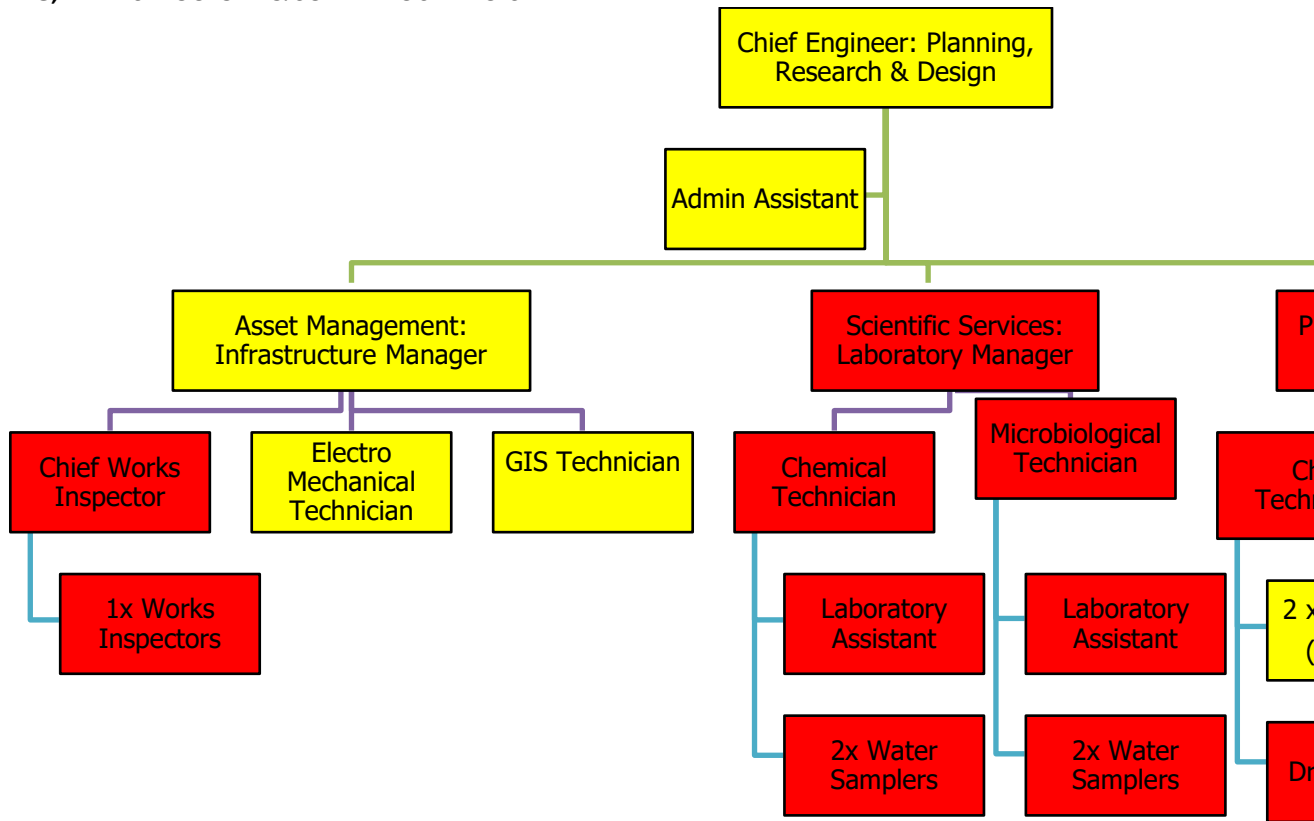 Chief Engineer: Planning,
Research & Design
Admin Assistant
Asset Management:
Infrastructure Manager
Scientific Services:
Laboratory Manager
Chief Works
Inspector
Electro
Mechanical
Technician
GIS Technician
Chemical
Technician
Microbiological
Technician
1x Works
Inspectors
Laboratory
Assistant
Laboratory
Assistant
2 x
(
2x Water
Samplers
2x Water
Samplers